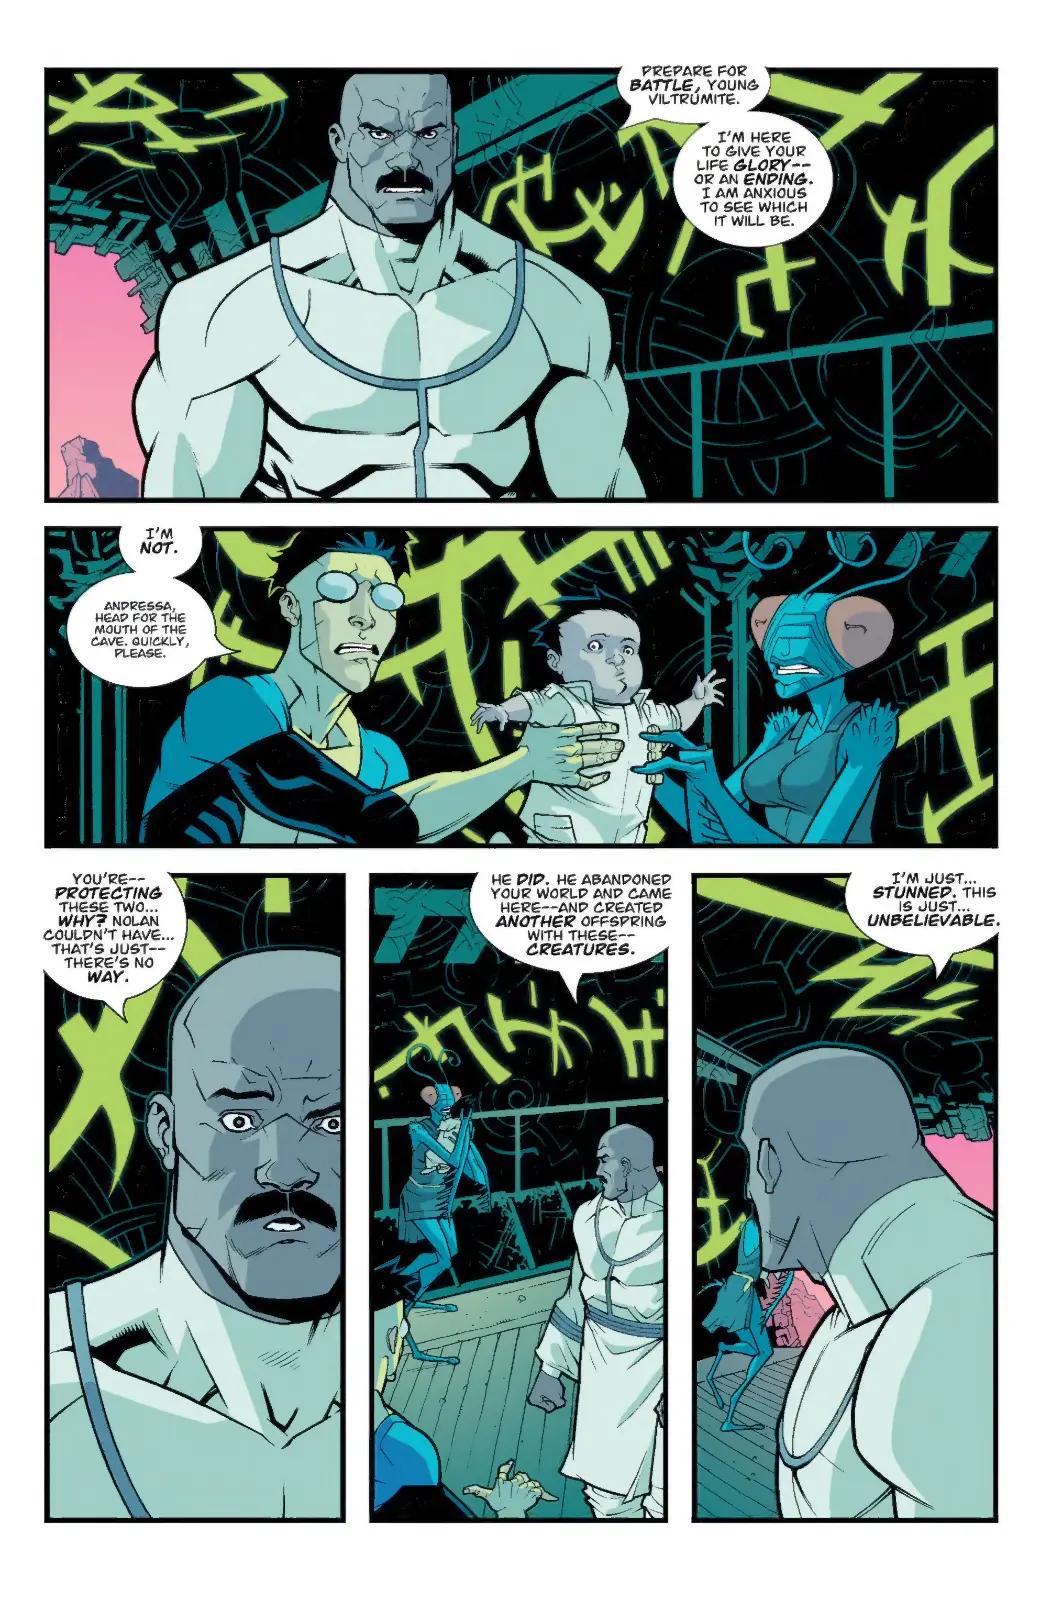 PREPARE FOR
BATTLE, YOUNG
VILTRUMITE.
I'M HERE
TO GIVE YOUR
LIFE GLORY--
OR AN ENDING.
I AM ANXIOUS
TO SEE WHICH
IT WILL BE.
I'M
NOT.
ANDRESSA,
HEAD FOR THE
MOUTH OF THE
CAVE. QUICKLY,
PLEASE.
YOU'RE--
PROTECTING
THESE TWO...
WHY? NOLAN
COULDN'T HAVE...
THAT'S JUST--
THERE'S NO
WAY.
HE DID. HE ABANDONED
YOUR WORLD AND CAME
HERE--AND CREATED
ANOTHER OFFSPRING
WITH THESE--
CREATURES.
I'M JUST...
STUNNED. THIS
IS JUST...
UNBELIEVABLE.